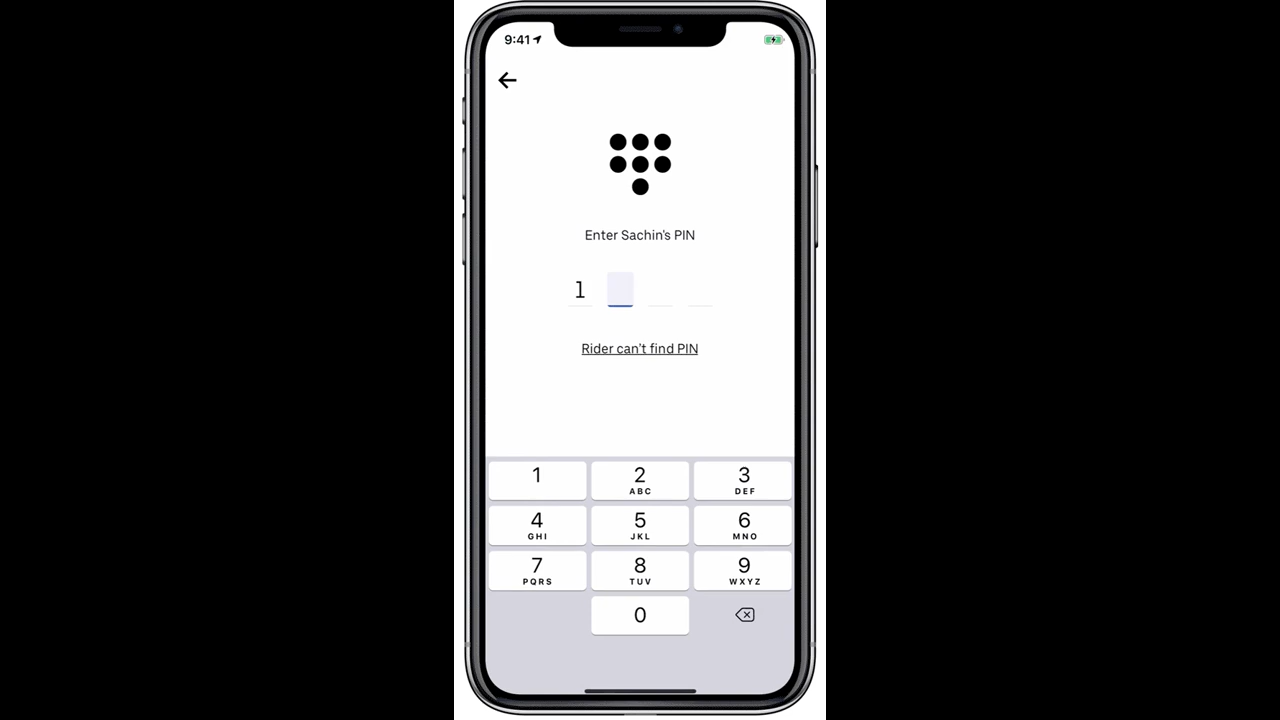 9:41
Enter Sachin's PIN
1
Rider can't find PIN
1
2
3
ABC
DEF
4
5
6
GHI
JKL
MNO
7
8
9
PQRS
TUV
WXYZ
0